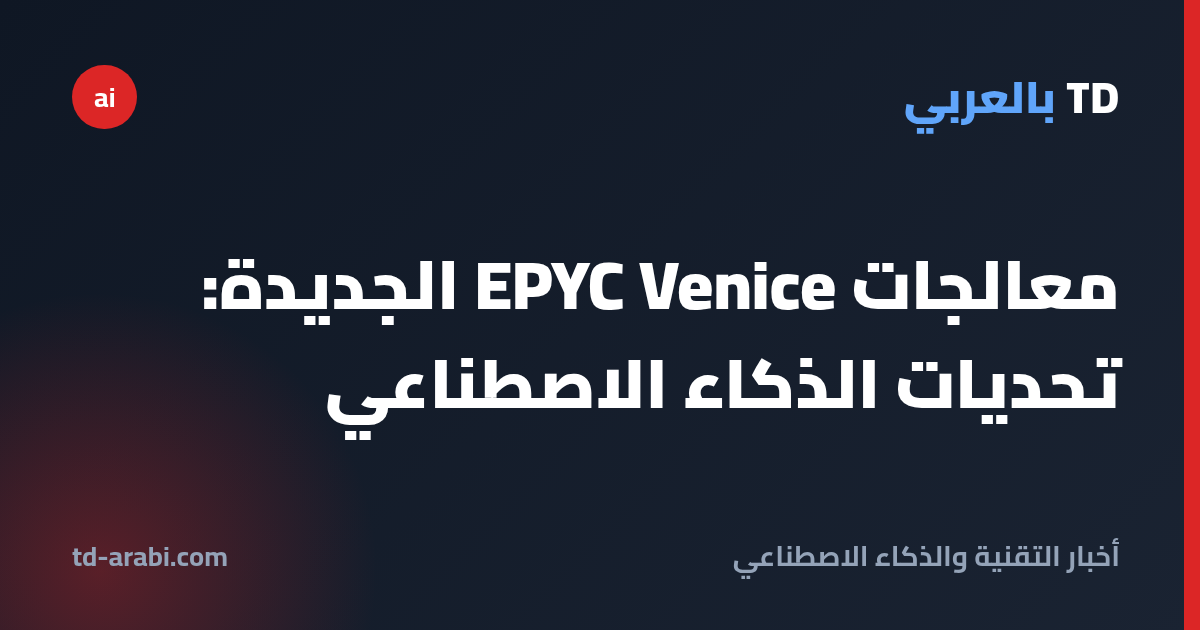 TD بالعربي
ai
معالجات EPYC Venice الجديدة:
تحديات الذكاء الاصطناعي
أخبار التقنية والذكاء الاصطناعي
td-arabi.com